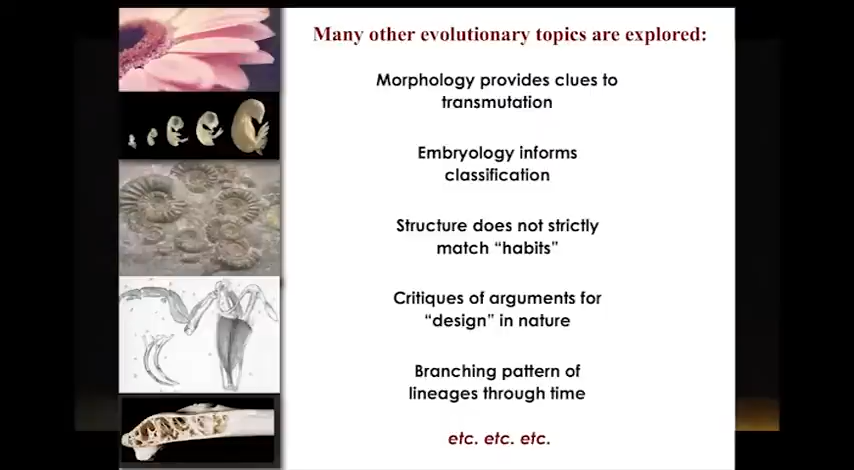 Many other evolutionary topics are explored:
Morphology provides clues to
transmutation
Embryology informs
classification
Structure does not strictly
match “habits”
Critiques of arguments for
“design” in nature
Branching pattern of
lineages through time
etc. etc. etc.